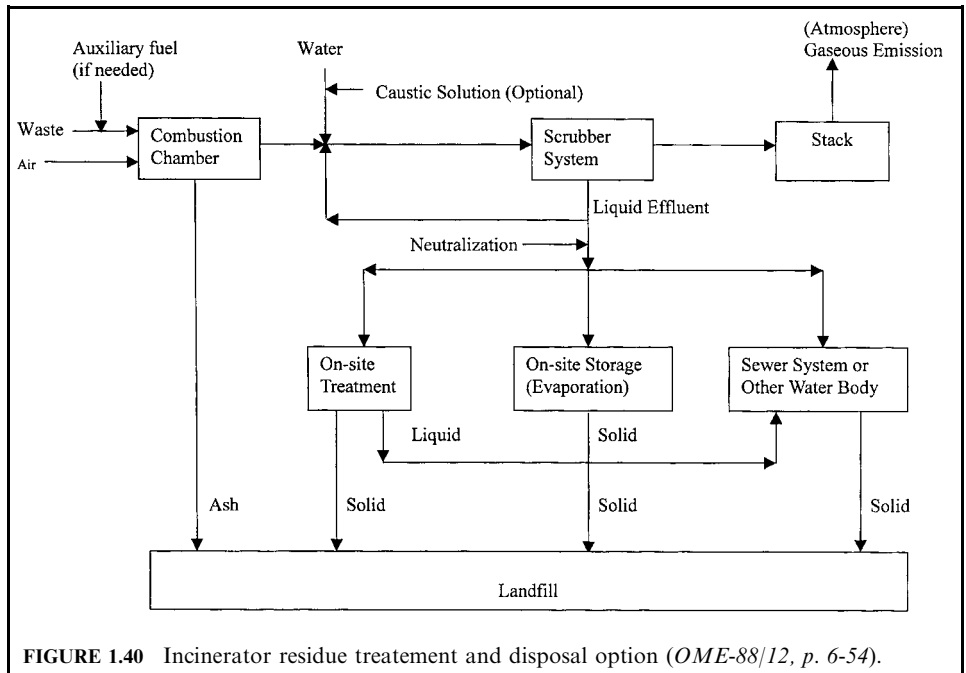 (Atmosphere)
Gaseous Emission
Auxiliary fuel
(if needed)
Water
Caustic Solution (Optional)
Waste
Air
Combustion
Chamber
Scrubber
System
Stack
Liquid Effluent
Neutralization
On-site
Treatment
On-site Storage
(Evaporation)
Sewer System or
Other Water Body
Liquid
Solid
Ash
Solid
Solid
Solid
Landfill
FIGURE 1.40 Incinerator residue treatement and disposal option (OME-88/12, p. 6-54).